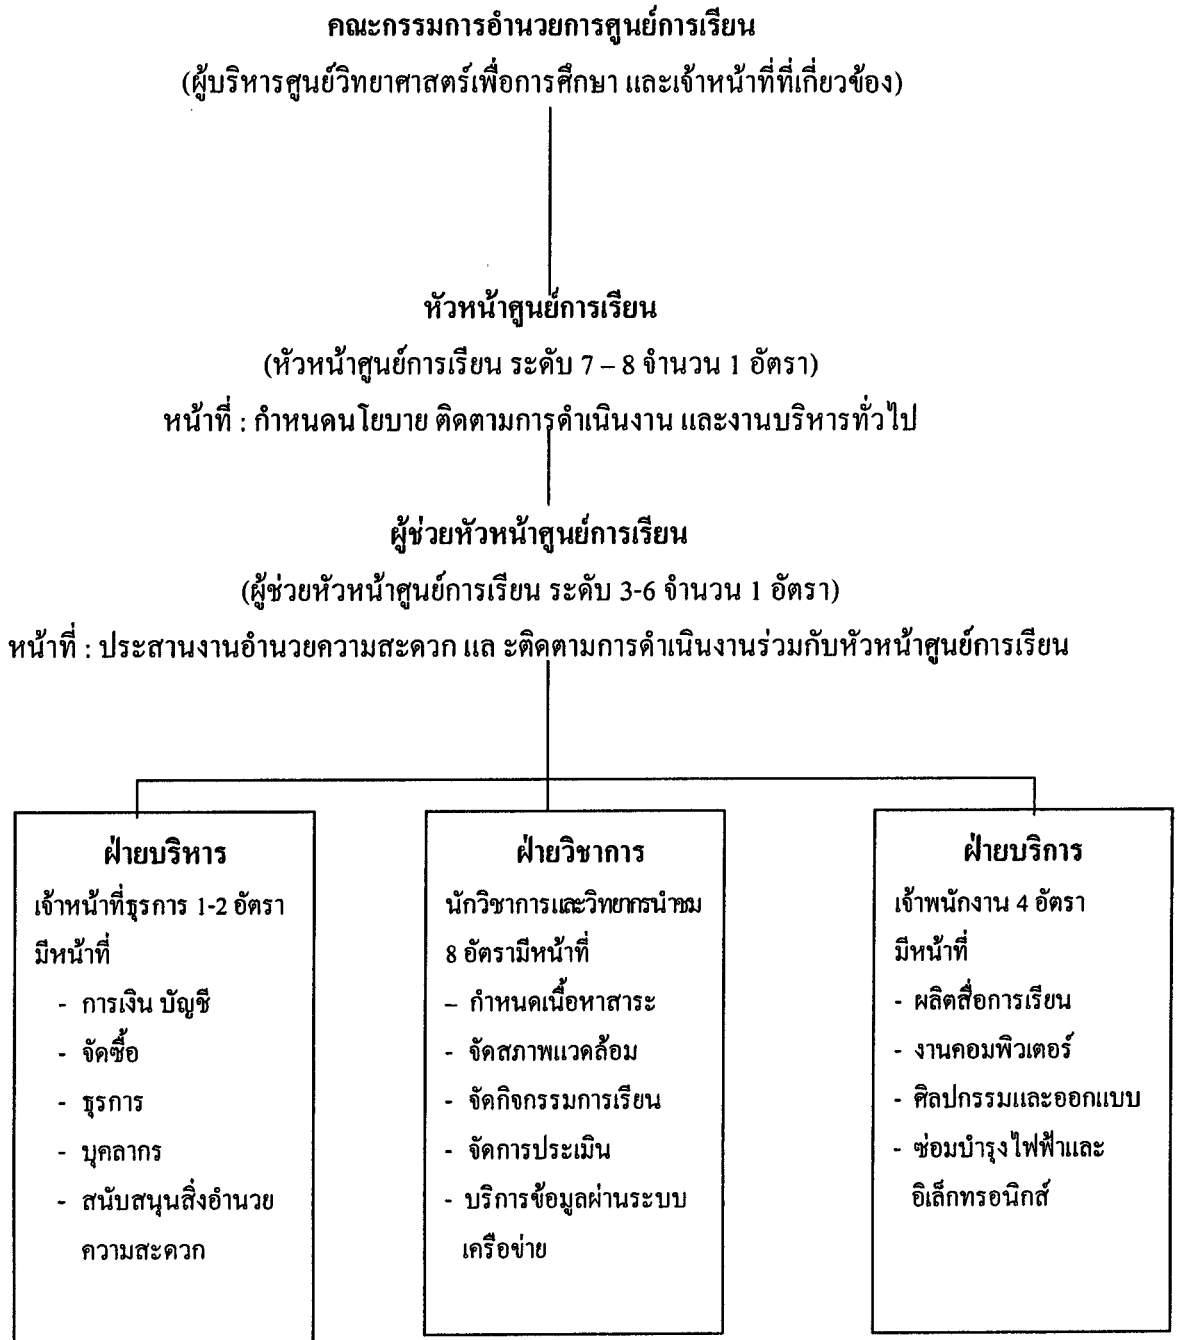 คณะกรรมการอำนวยการศูนย์การเรียน
(ผู้บริหารศูนย์วิทยาศาสตร์เพื่อการศึกษา และเจ้าหน้าที่ที่เกี่ยวข้อง)
หัวหน้าศูนย์การเรียน
(หัวหน้าศูนย์การเรียน ระดับ 7 – 8 จำนวน 1 อัตรา)
หน้าที่ : กำหนดนโยบาย ติดตามการดำเนินงาน และงานบริหารทั่วไป
ผู้ช่วยหัวหน้าศูนย์การเรียน
(ผู้ช่วยหัวหน้าศูนย์การเรียน ระดับ 3-6 จำนวน 1 อัตรา)
หน้าที่ : ประสานงานอำนวยความสะดวก แล ะติดตามการดำเนินงานร่วมกับหัวหน้าศูนย์การเรียน
ฝ่ายบริหาร
เจ้าหน้าที่ธุรการ 1-2 อัตรา
มีหน้าที่
- การเงิน บัญชี
- จัดซื้อ
- ธุรการ
- บุคลากร
- สนับสนุนสิ่งอำนวย
ความสะดวก
ฝ่ายวิชาการ
นักวิชาการและวิทยากรนำชม
8 อัตรามีหน้าที่
– กำหนดเนื้อหาสาระ
- จัดสภาพแวดล้อม
- จัดกิจกรรมการเรียน
- จัดการประเมิน
- บริการข้อมูลผ่านระบบ
เครือข่าย
ฝ่ายบริการ
เจ้าพนักงาน 4 อัตรา
มีหน้าที่
- ผลิตสื่อการเรียน
- งานคอมพิวเตอร์
- ศิลปกรรมและออกแบบ
- ซ่อมบำรุงไฟฟ้าและ
อิเล็กทรอนิกส์